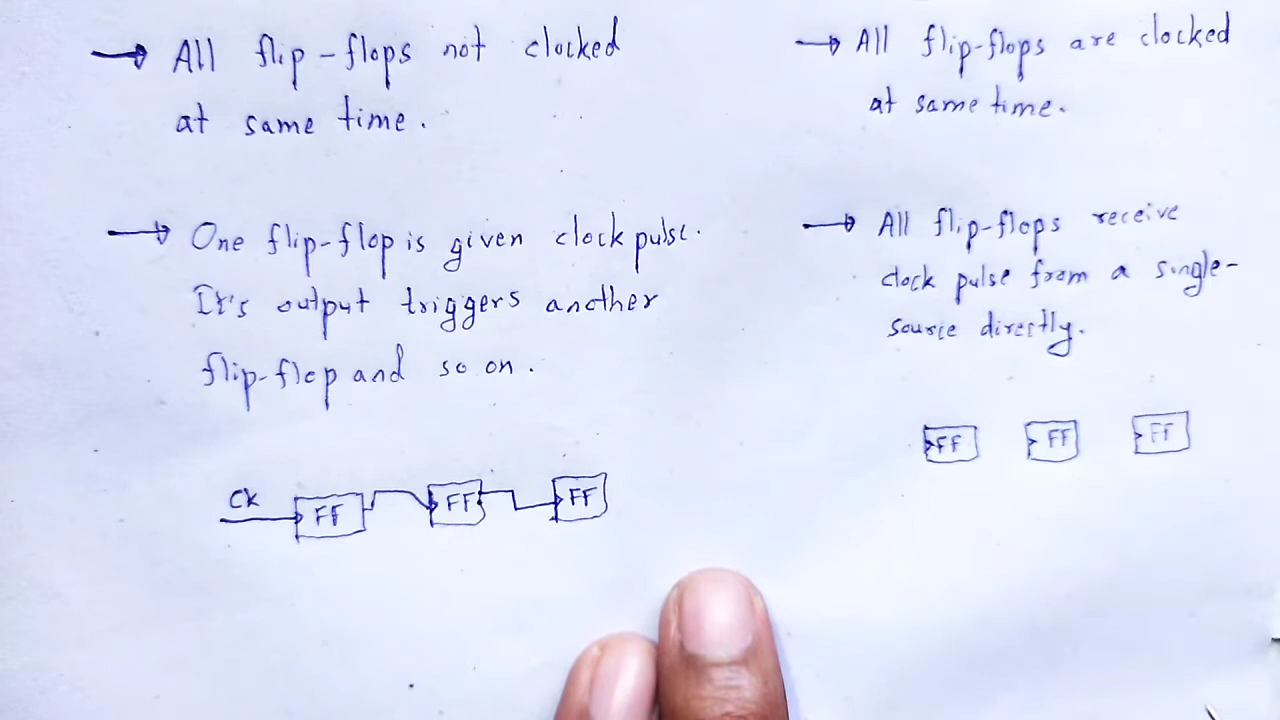 → All flip-flops not clocked
at same time.
→ One flip-flop is given clock pulse.
It's output triggers another
flip-flop and so on.
CK
FF FF FF
→ All flip-flops are clocked
at same time.
→ All flip-flops receive
clock pulse from a single-
source directly.
FF FF FF